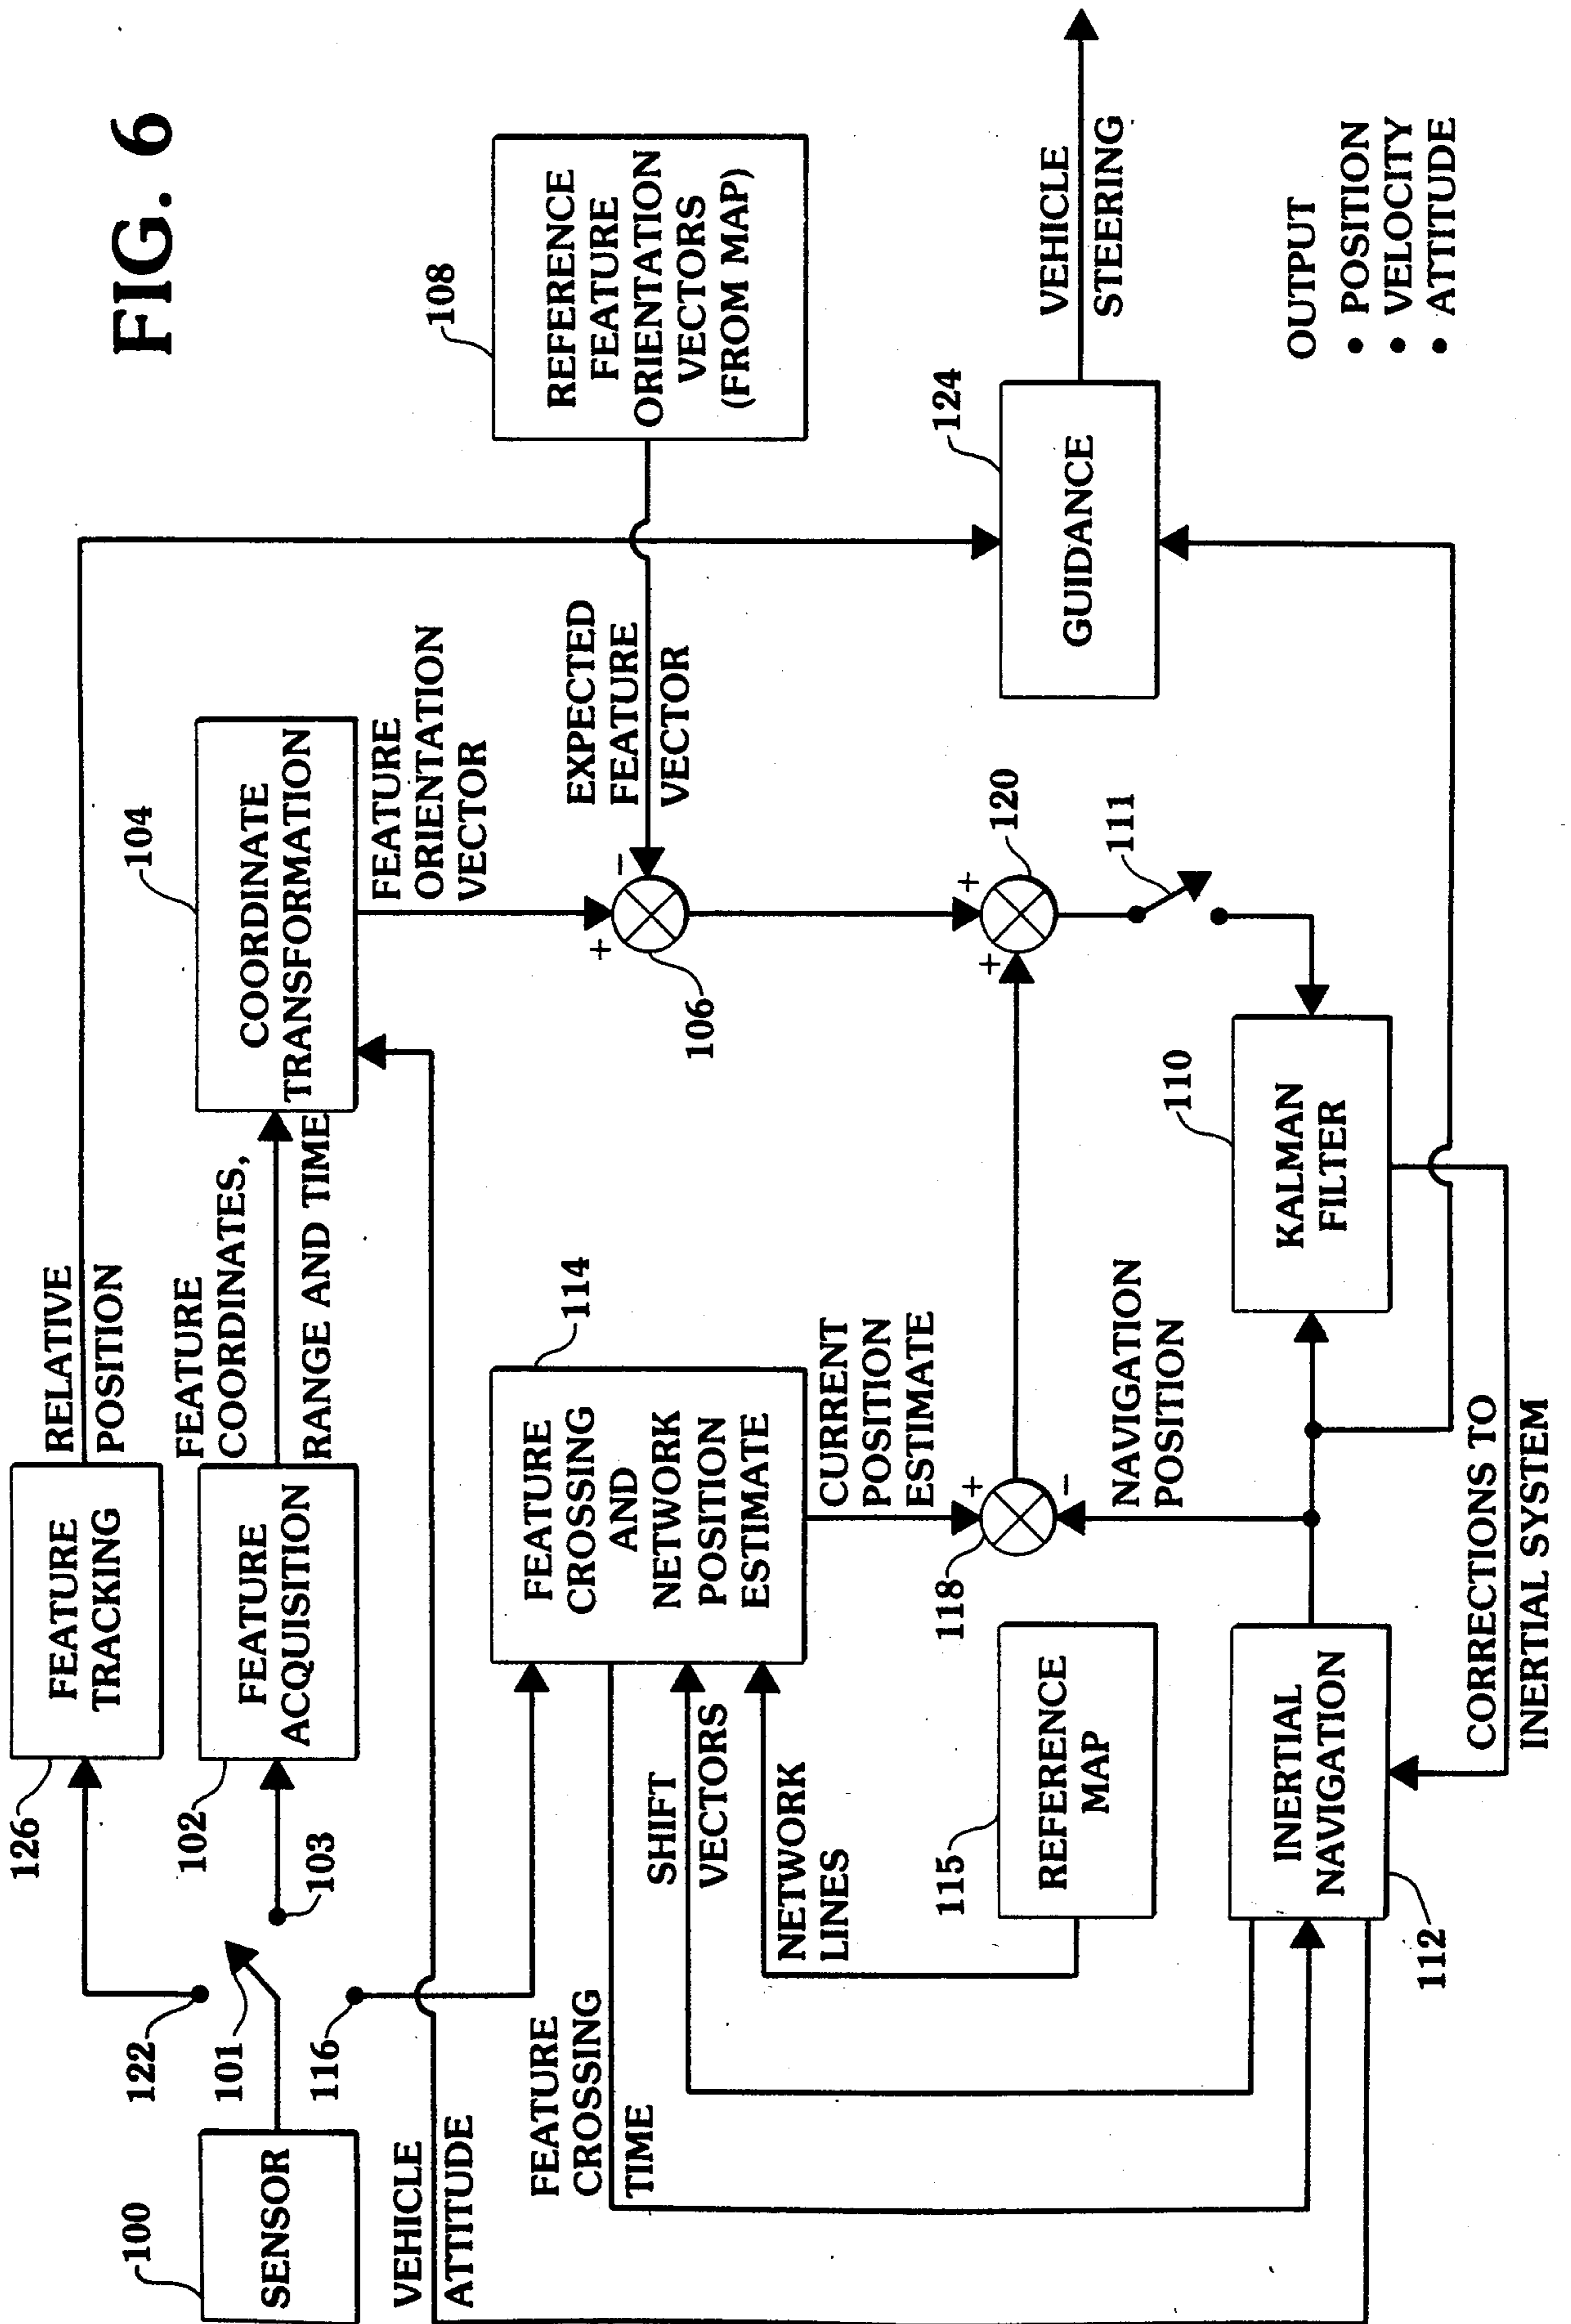 FIG. 6
126
FEATURE
TRACKING
RELATIVE
POSITION
122
101
103
116
100
SENSOR
102
FEATURE
ACQUISITION
FEATURE
COORDINATES,
RANGE AND TIME
104
COORDINATE
TRANSFORMATION
FEATURE
ORIENTATION
VECTOR
VEHICLE
ATTITUDE
108
REFERENCE
FEATURE
ORIENTATION
VECTORS
(FROM MAP)
EXPECTED
FEATURE
VECTOR
+
−
106
FEATURE
CROSSING
TIME
SHIFT
VECTORS
NETWORK
LINES
114
FEATURE
CROSSING
AND
NETWORK
POSITION
ESTIMATE
CURRENT
POSITION
ESTIMATE
115
REFERENCE
MAP
118
+
−
NAVIGATION
POSITION
+
+
120
111
124
GUIDANCE
VEHICLE
STEERING
112
INERTIAL
NAVIGATION
110
KALMAN
FILTER
CORRECTIONS TO
INERTIAL SYSTEM
OUTPUT
• POSITION
• VELOCITY
• ATTITUDE